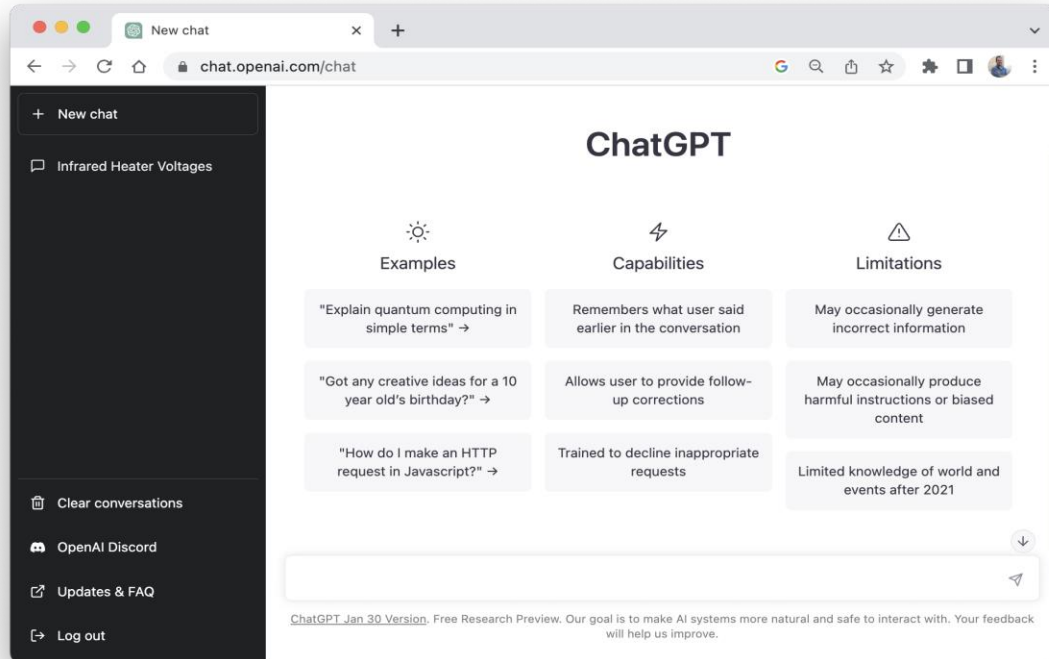 New chat
chat.openai.com/chat
New chat
Infrared Heater Voltages
Clear conversations
OpenAI Discord
Updates & FAQ
Log out
ChatGPT
Examples
"Explain quantum computing in
simple terms" →
"Got any creative ideas for a 10
year old's birthday?" →
"How do I make an HTTP
request in Javascript?" →
Capabilities
Remembers what user said
earlier in the conversation
Allows user to provide follow-
up corrections
Trained to decline inappropriate
requests
Limitations
May occasionally generate
incorrect information
May occasionally produce
harmful instructions or biased
content
Limited knowledge of world and
events after 2021
ChatGPT Jan 30 Version. Free Research Preview. Our goal is to make AI systems more natural and safe to interact with. Your feedback
will help us improve.